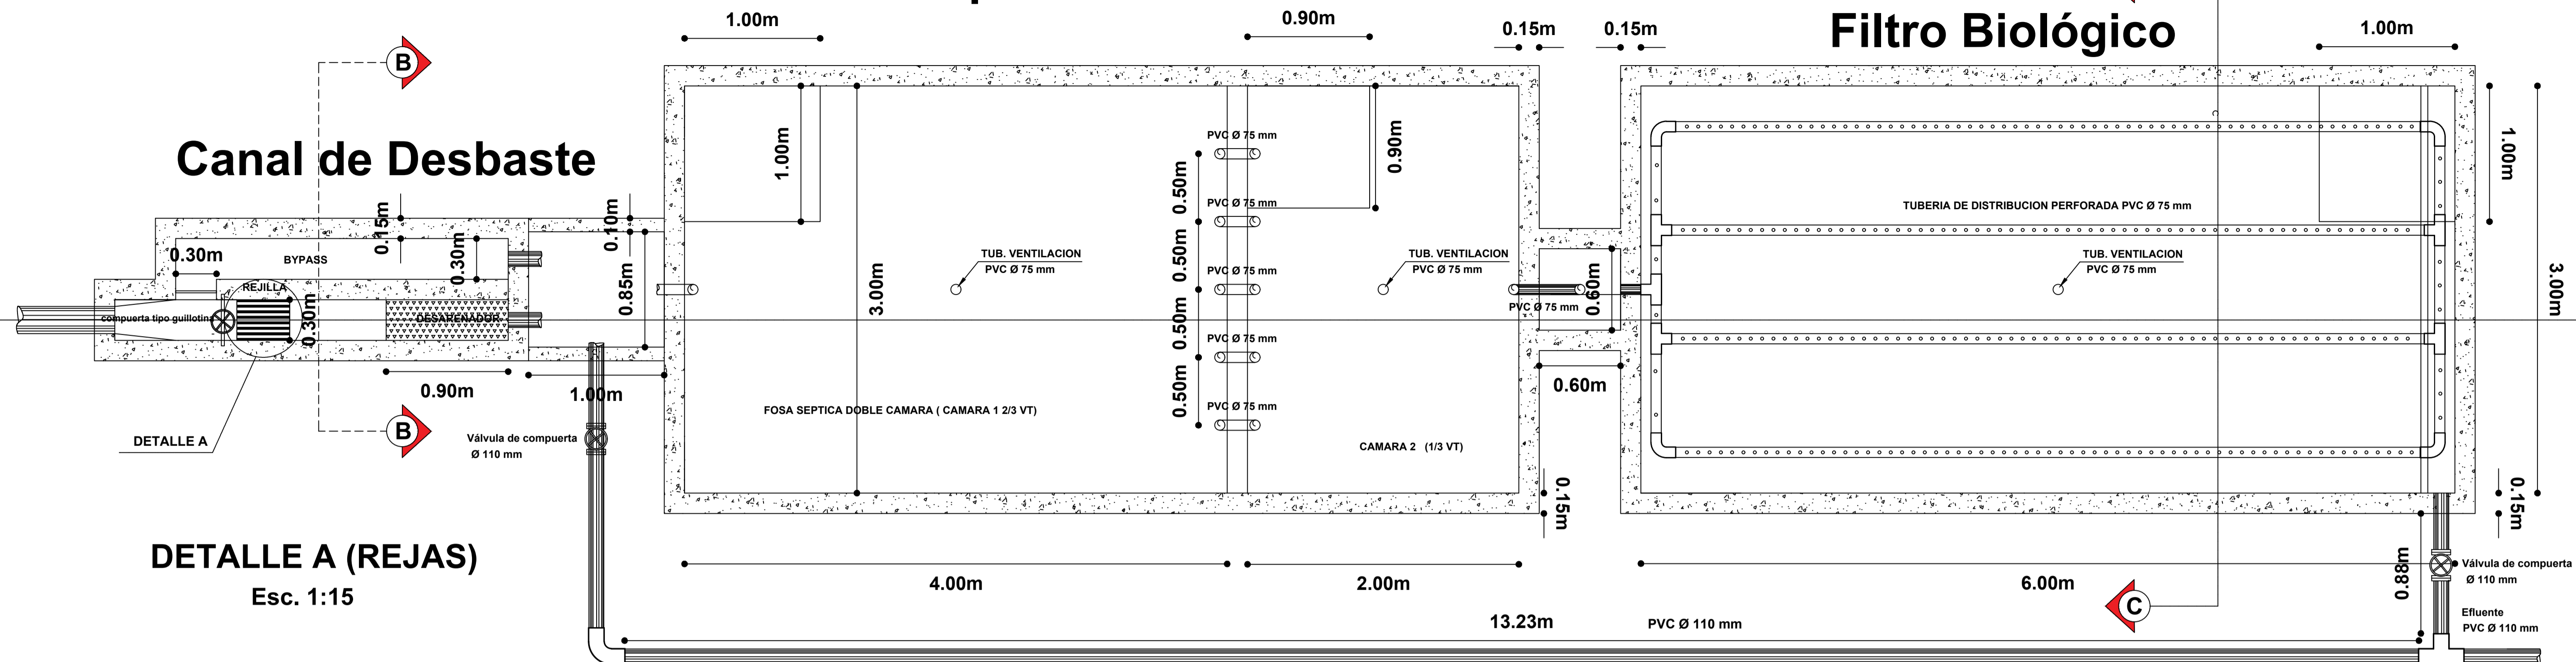 Canal de Desbaste
Filtro Biológico
B
B
0.15m
0.30m
BYPASS
0.30m
REJILLA
compuerta tipo guillotina
0.30m
DESARENADOR
0.90m
DETALLE A
DETALLE A (REJAS)
Esc. 1:15
0.10m
0.85m
1.00m
Válvula de compuerta
Ø 110 mm
1.00m
1.00m
3.00m
TUB. VENTILACION
PVC Ø 75 mm
FOSA SEPTICA DOBLE CAMARA ( CAMARA 1 2/3 VT)
4.00m
0.90m
0.90m
PVC Ø 75 mm
0.50m
PVC Ø 75 mm
0.50m
PVC Ø 75 mm
0.50m
PVC Ø 75 mm
0.50m
PVC Ø 75 mm
TUB. VENTILACION
PVC Ø 75 mm
CAMARA 2 (1/3 VT)
2.00m
0.15m
0.15m
0.15m
PVC Ø 75 mm
0.60m
0.60m
1.00m
1.00m
3.00m
TUBERIA DE DISTRIBUCION PERFORADA PVC Ø 75 mm
TUB. VENTILACION
PVC Ø 75 mm
0.15m
6.00m
0.88m
C
Válvula de compuerta
Ø 110 mm
Efluente
PVC Ø 110 mm
13.23m
PVC Ø 110 mm